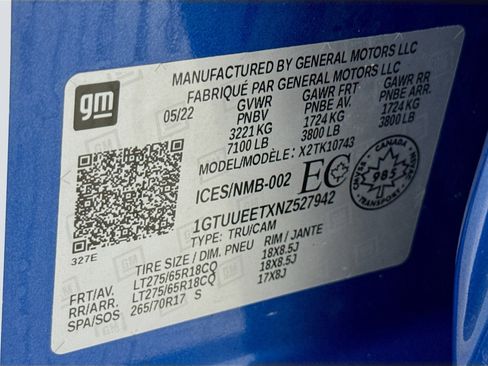 gm
MANUFACTURED BY GENERAL MOTORS LLC
FABRIQUÉ PAR GENERAL MOTORS LLC
05/22 GVWR GAWR FRT GAWR RR
PNBV PNBE AV. PNBE ARR.
3221 KG 1724 KG 1724 KG
7100 LB 3800 LB 3800 LB
MODEL/MODÈLE: X2TK10743
ICES/NMB-002 EC
CANADA
985
TRANSPORT
1GTUUEETXNZ527942
TYPE: TRU/CAM
327E
TIRE SIZE / DIM. PNEU RIM / JANTE
FRT/AV. LT275/65R18CQ 18X8.5J
RR/ARR. LT275/65R18CQ 18X8.5J
SPA/SOS 265/70R17 S 17X8J